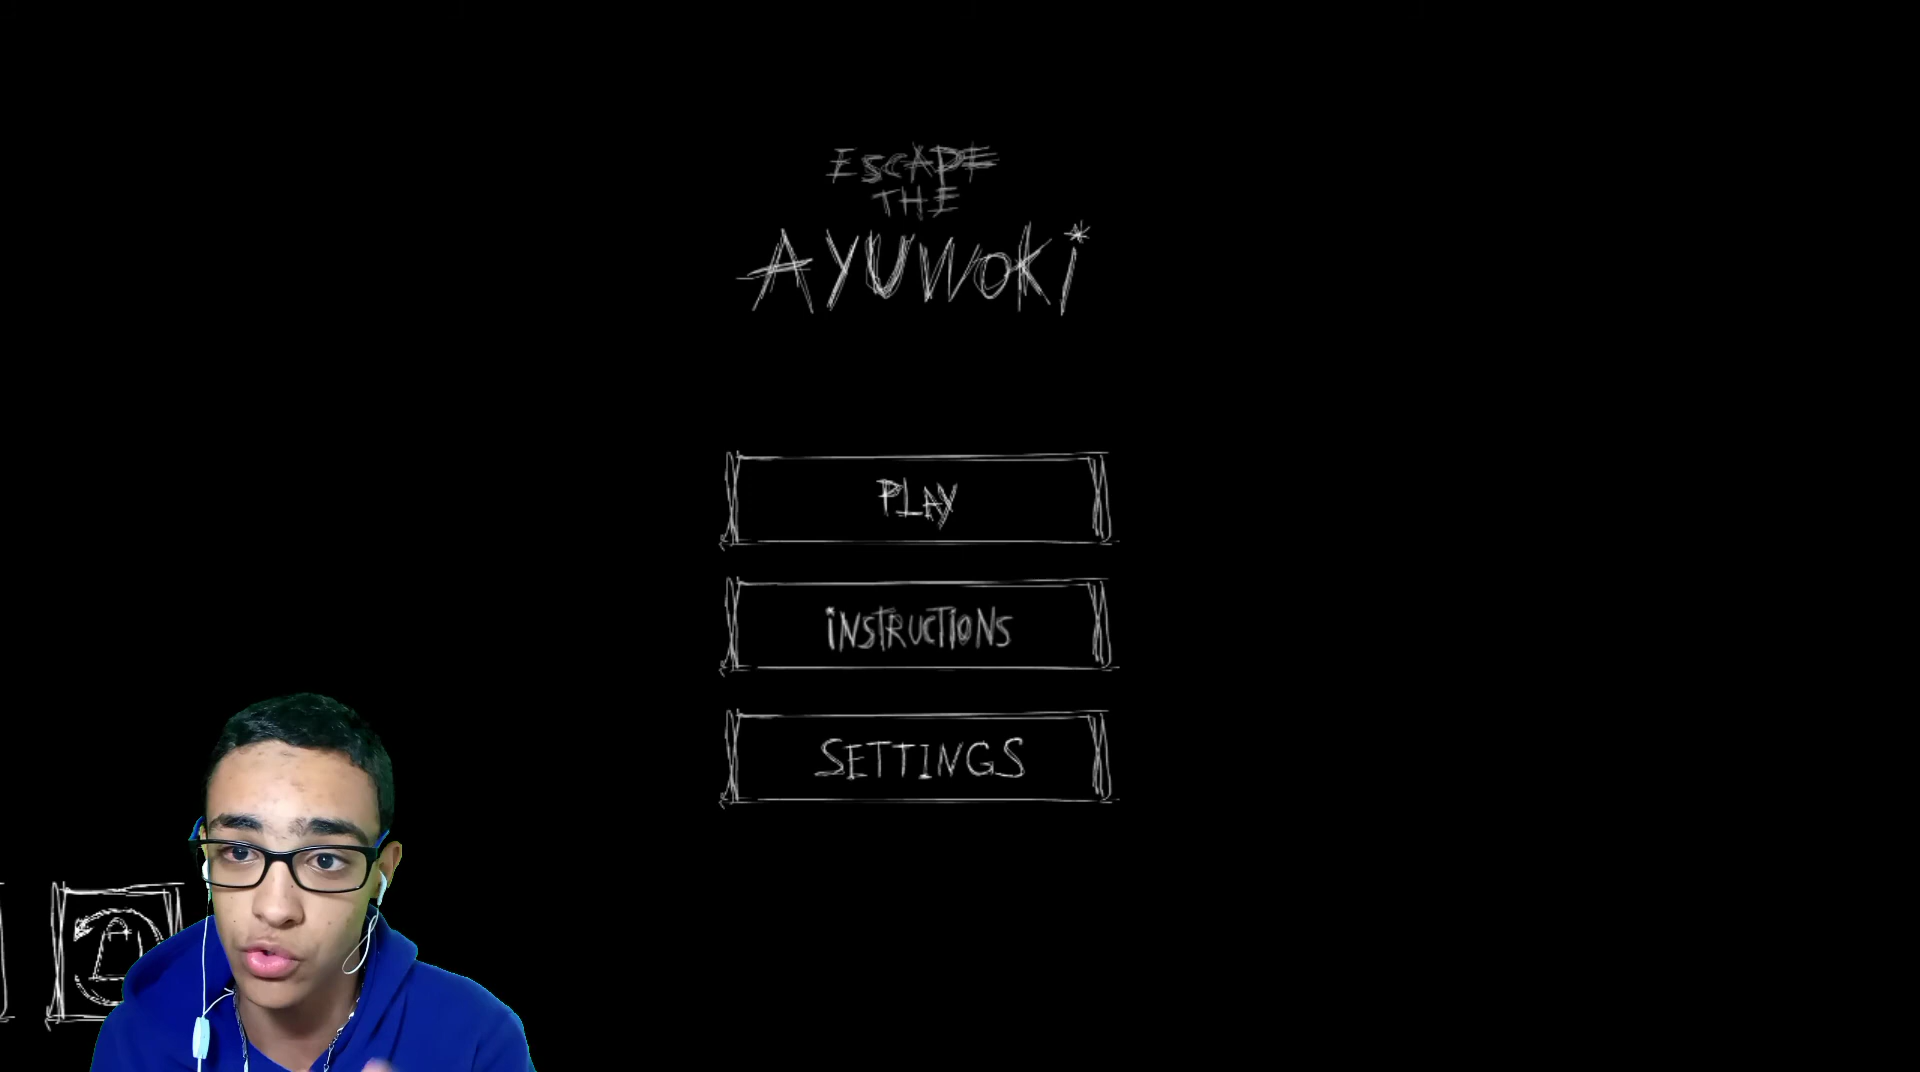 ESCAPE
THE
AYUWOKi
PLAY
iNSTRUCTIONS
SETTINGS